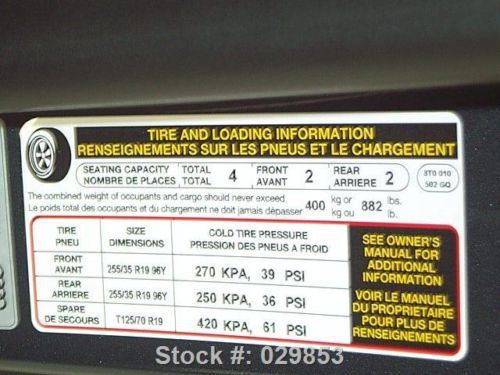 TIRE AND LOADING INFORMATION
RENSEIGNEMENTS SUR LES PNEUS ET LE CHARGEMENT
SEATING CAPACITY TOTAL 4 FRONT 2 REAR 2
NOMBRE DE PLACES TOTAL AVANT ARRIERE
8T0 010
502 GQ
The combined weight of occupants and cargo should never exceed 400 kg or 882 lbs.
Le poids total des occupants et du chargement ne doit jamais dépasser kg ou lb.
TIRE SIZE COLD TIRE PRESSURE
PNEU DIMENSIONS PRESSION DES PNEUS A FROID
FRONT
AVANT 255/35 R19 96Y 270 KPA, 39 PSI
REAR
ARRIERE 255/35 R19 96Y 250 KPA, 36 PSI
SPARE
DE SECOURS T125/70 R19 420 KPA, 61 PSI
SEE OWNER'S
MANUAL FOR
ADDITIONAL
INFORMATION
VOIR LE MANUEL
DU PROPRIETAIRE
POUR PLUS DE
RENSEIGNEMENTS
Stock #: 029853